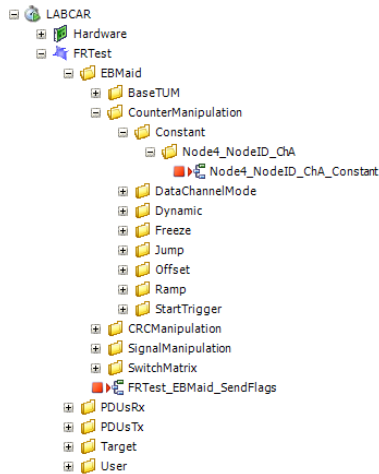 LABCAR
Hardware
FRTest
EBMaid
BaseTUM
CounterManipulation
Constant
Node4_NodeID_ChA
Node4_NodeID_ChA_Constant
DataChannelMode
Dynamic
Freeze
Jump
Offset
Ramp
StartTrigger
CRCManipulation
SignalManipulation
SwitchMatrix
FRTest_EBMaid_SendFlags
PDUsRx
PDUsTx
Target
User